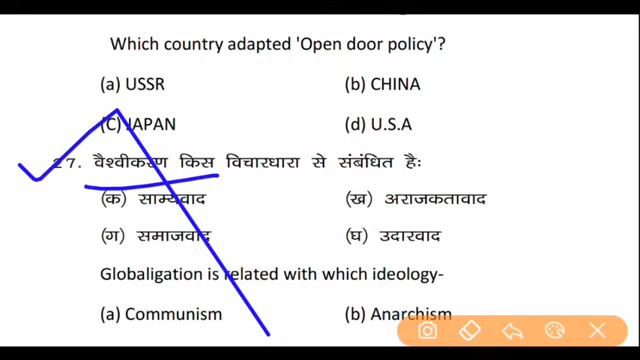 Which country adapted 'Open door policy'?
(a) USSR (b) CHINA
(C) JAPAN (d) U.S.A
27. वैश्वीकरण किस विचारधारा से संबंधित है:
(क) साम्यवाद (ख) अराजकतावाद
(ग) समाजवाद (घ) उदारवाद
Globaligation is related with which ideology-
(a) Communism (b) Anarchism